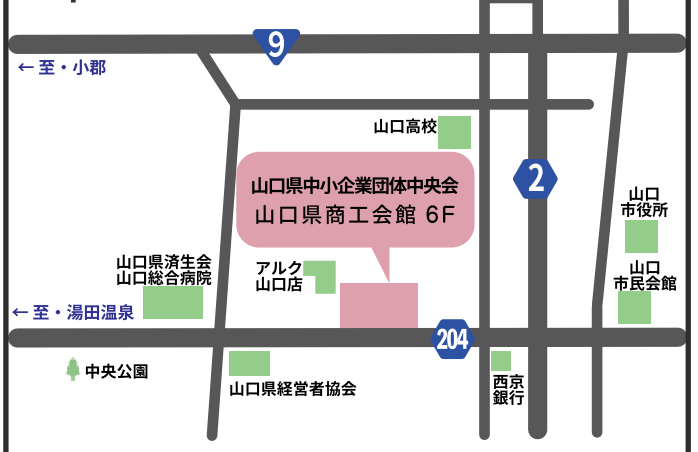 9
←至・小郡
山口高校
山口県中小企業団体中央会
山口県商工会館 6F
2
山口
市役所
山口県済生会
山口総合病院
アルク
山口店
山口
市民会館
←至・湯田温泉
204
中央公園
山口県経営者協会
西京
銀行